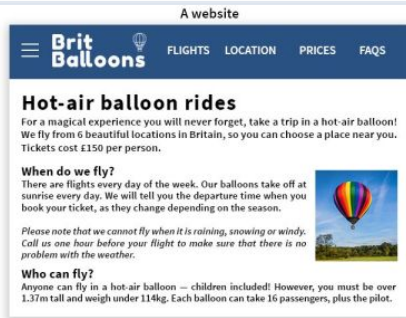 A website
Brit
Balloons
FLIGHTS LOCATION PRICES FAQS
Hot-air balloon rides
For a magical experience you will never forget, take a trip in a hot-air balloon!
We fly from 6 beautiful locations in Britain, so you can choose a place near you.
Tickets cost £150 per person.
When do we fly?
There are flights every day of the week. Our balloons take off at
sunrise every day. We will tell you the departure time when you
book your ticket, as they change depending on the season.
Please note that we cannot fly when it is raining, snowing or windy.
Call us one hour before your flight to make sure that there is no
problem with the weather.
Who can fly?
Anyone can fly in a hot-air balloon — children included! However, you must be over
1.37m tall and weigh under 114kg. Each balloon can take 16 passengers, plus the pilot.